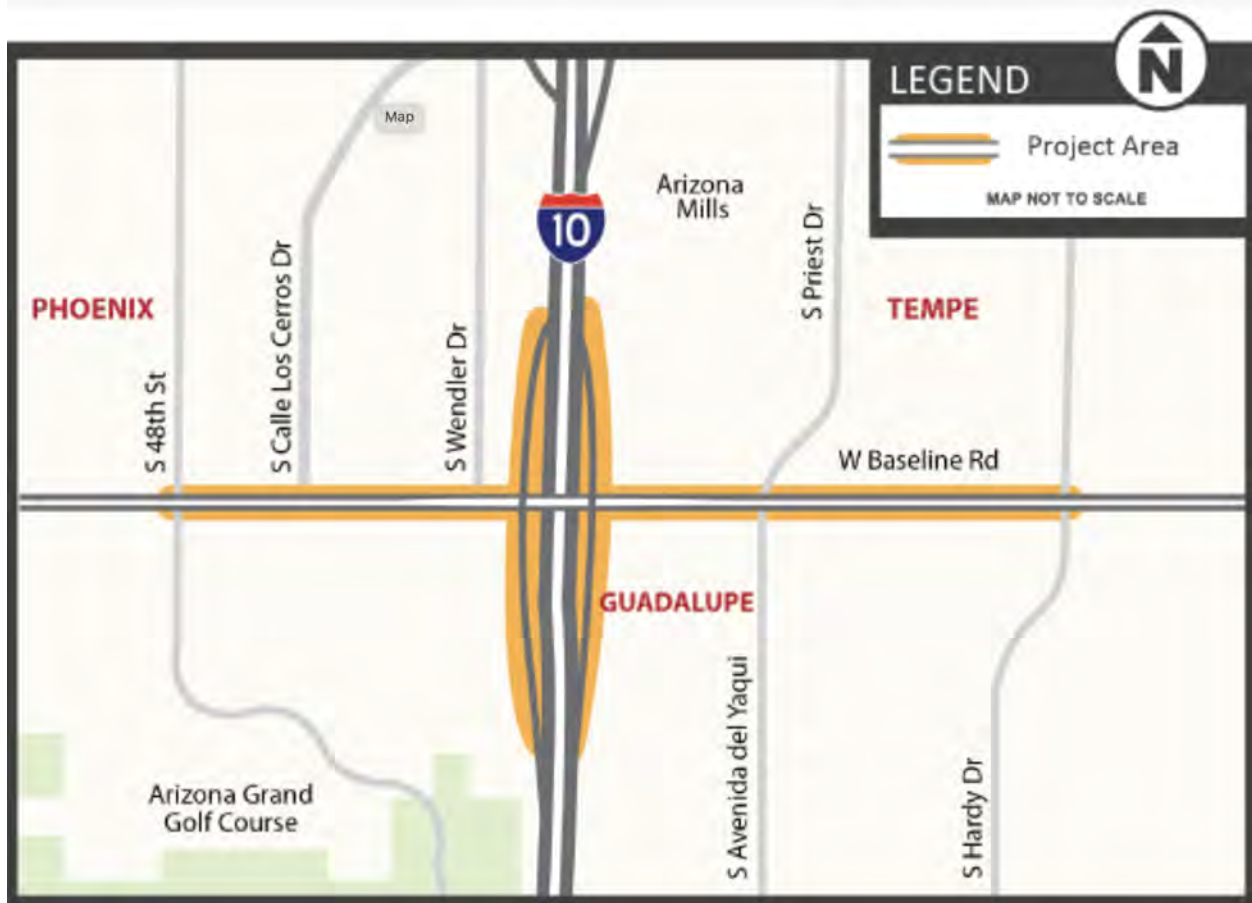 N
LEGEND
Project Area
MAP NOT TO SCALE
Map
Arizona
Mills
10
S Priest Dr
S Calle Los Cerros Dr
PHOENIX
TEMPE
S Wendler Dr
S 48th St
W Baseline Rd
GUADALUPE
S Avenida del Yaqui
S Hardy Dr
Arizona Grand
Golf Course